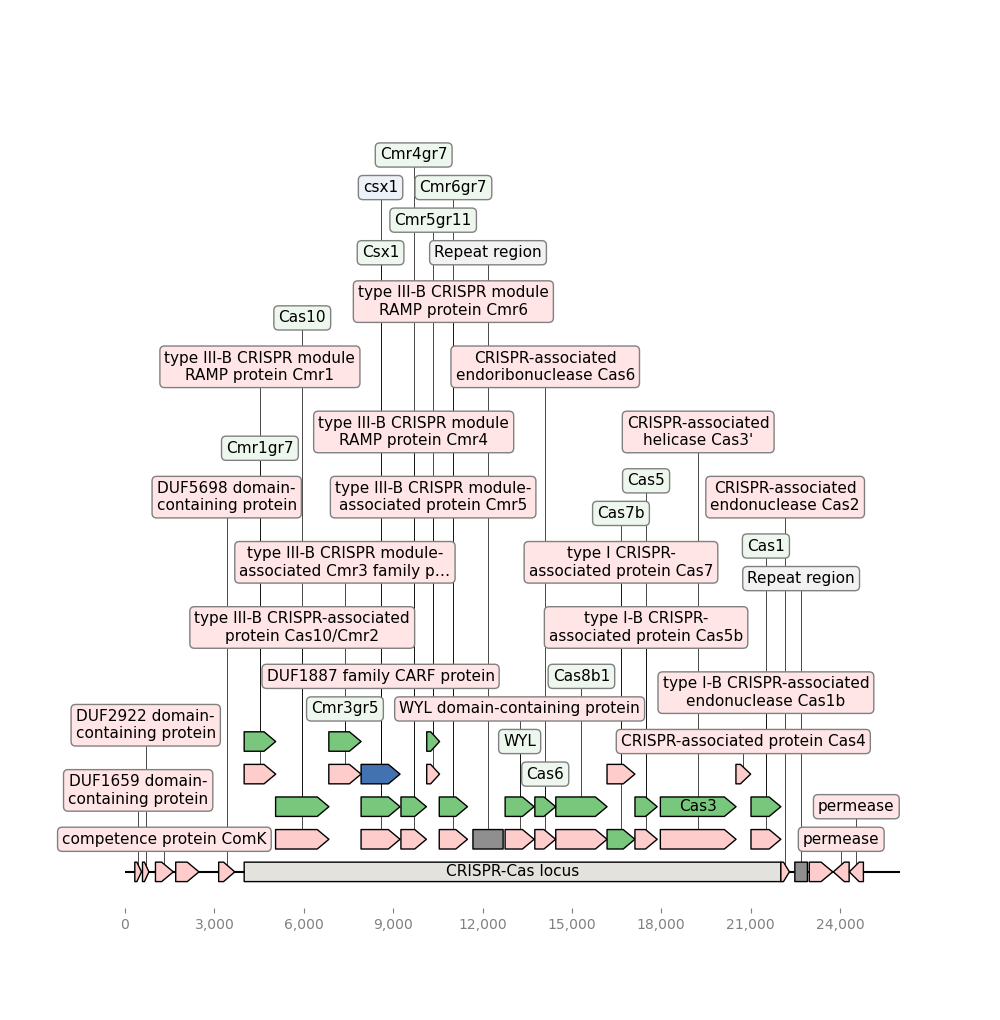 Cmr4gr7
csx1
Cmr6gr7
Cmr5gr11
Csx1
Repeat region
type III-B CRISPR module
RAMP protein Cmr6
Cas10
type III-B CRISPR module
RAMP protein Cmr1
CRISPR-associated
endoribonuclease Cas6
type III-B CRISPR module
RAMP protein Cmr4
CRISPR-associated
helicase Cas3'
Cmr1gr7
Cas5
DUF5698 domain-
containing protein
type III-B CRISPR module-
associated protein Cmr5
CRISPR-associated
endonuclease Cas2
Cas7b
Cas1
type III-B CRISPR module-
associated Cmr3 family p…
type I CRISPR-
associated protein Cas7
Repeat region
type III-B CRISPR-associated
protein Cas10/Cmr2
type I-B CRISPR-
associated protein Cas5b
DUF1887 family CARF protein
Cas8b1
type I-B CRISPR-associated
endonuclease Cas1b
DUF2922 domain-
containing protein
Cmr3gr5
WYL domain-containing protein
WYL
CRISPR-associated protein Cas4
DUF1659 domain-
containing protein
Cas6
Cas3
permease
competence protein ComK
permease
CRISPR-Cas locus
0
3,000
6,000
9,000
12,000
15,000
18,000
21,000
24,000